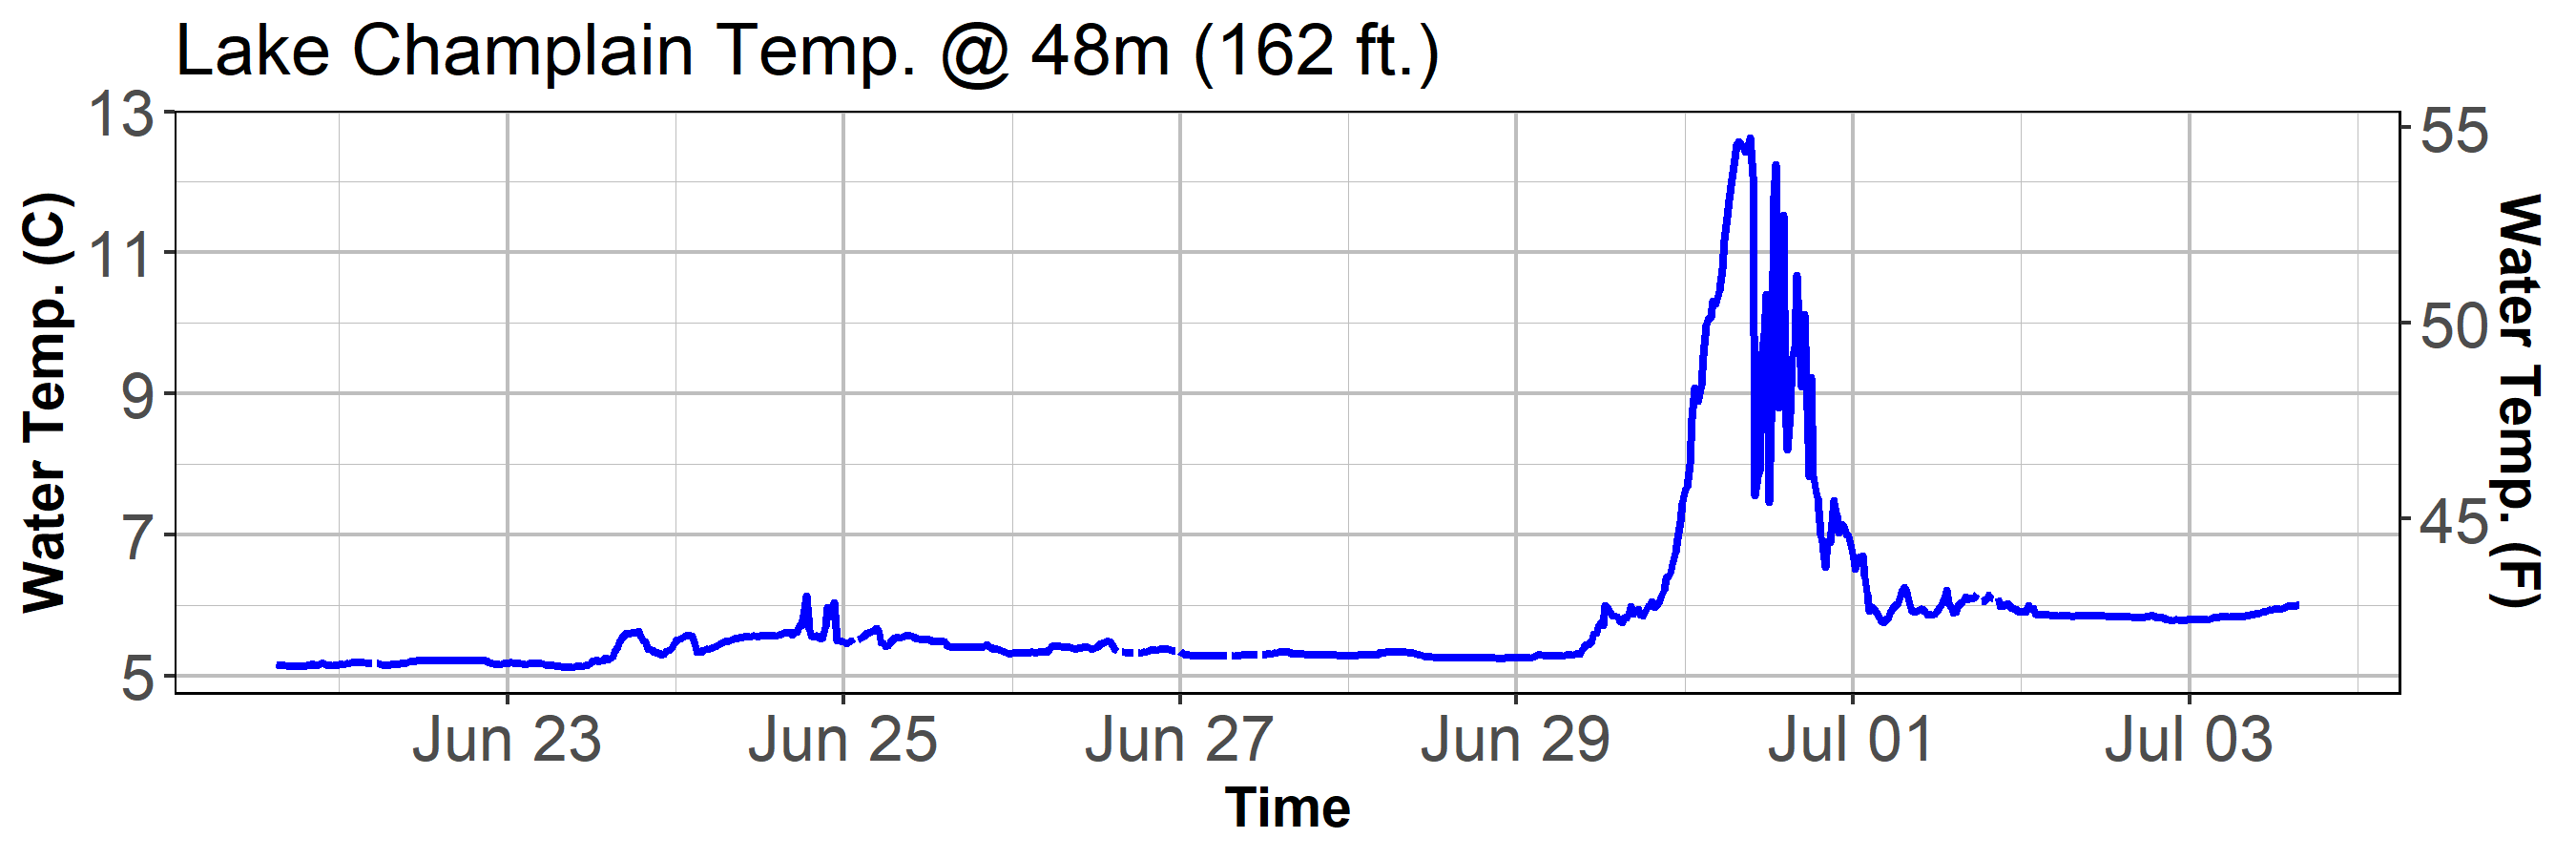 Lake Champlain Temp. @ 48m (162 ft.)
Water Temp. (C)
13
11
9
7
5
55
50
45
Water Temp. (F)
Jun 23 Jun 25 Jun 27 Jun 29 Jul 01 Jul 03
Time